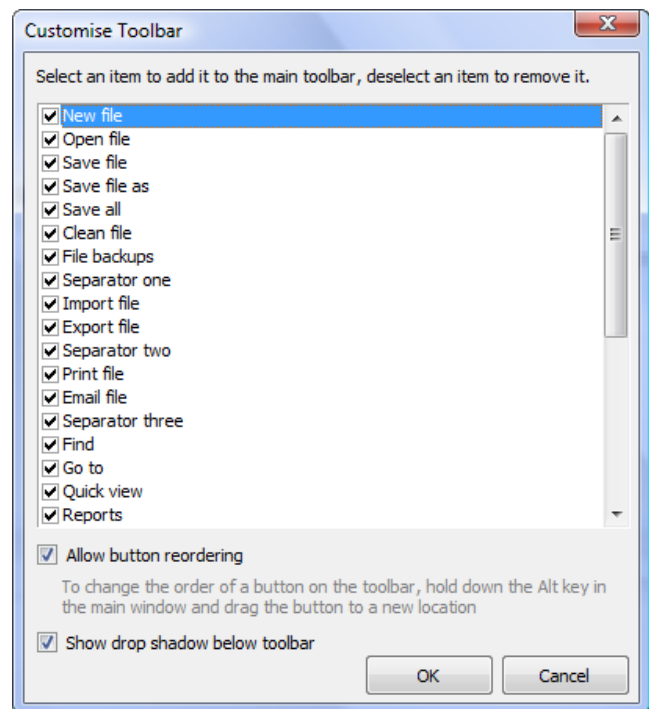 Customise Toolbar
Select an item to add it to the main toolbar, deselect an item to remove it.
New file
Open file
Save file
Save file as
Save all
Clean file
File backups
Separator one
Import file
Export file
Separator two
Print file
Email file
Separator three
Find
Go to
Quick view
Reports
Allow button reordering
To change the order of a button on the toolbar, hold down the Alt key in
the main window and drag the button to a new location
Show drop shadow below toolbar
OK Cancel